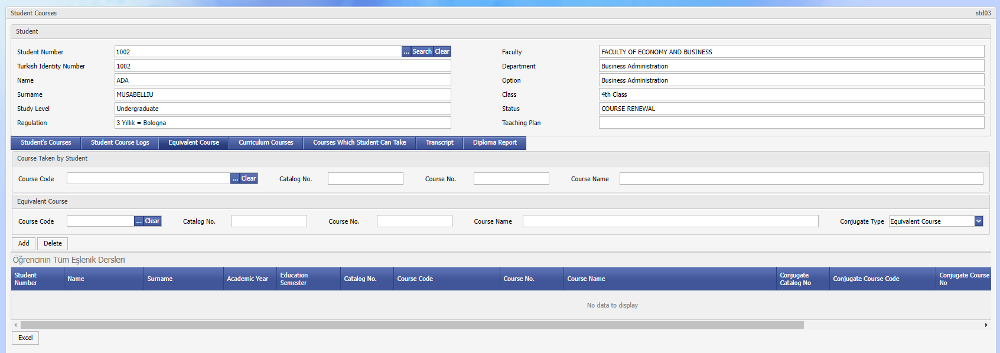 Student Courses std03
Student
Student Number 1002 ... Search Clear Faculty FACULTY OF ECONOMY AND BUSINESS
Turkish Identity Number 1002 Department Business Administration
Name ADA Option Business Administration
Surname MUSABELLIU Class 4th Class
Study Level Undergraduate Status COURSE RENEWAL
Regulation 3 Yıllık = Bologna Teaching Plan
Student's Courses Student Course Logs Equivalent Course Curriculum Courses Courses Which Student Can Take Transcript Diploma Report
Course Taken by Student
Course Code ... Clear Catalog No. Course No. Course Name
Equivalent Course
Course Code ... Clear Catalog No. Course No. Course Name Conjugate Type Equivalent Course
Add Delete
Öğrencinin Tüm Eşlenik Dersleri
Student Number Name Surname Academic Year Education Semester Catalog No. Course Code Course No. Course Name Conjugate Catalog No Conjugate Course Code Conjugate Course No
No data to display
Excel